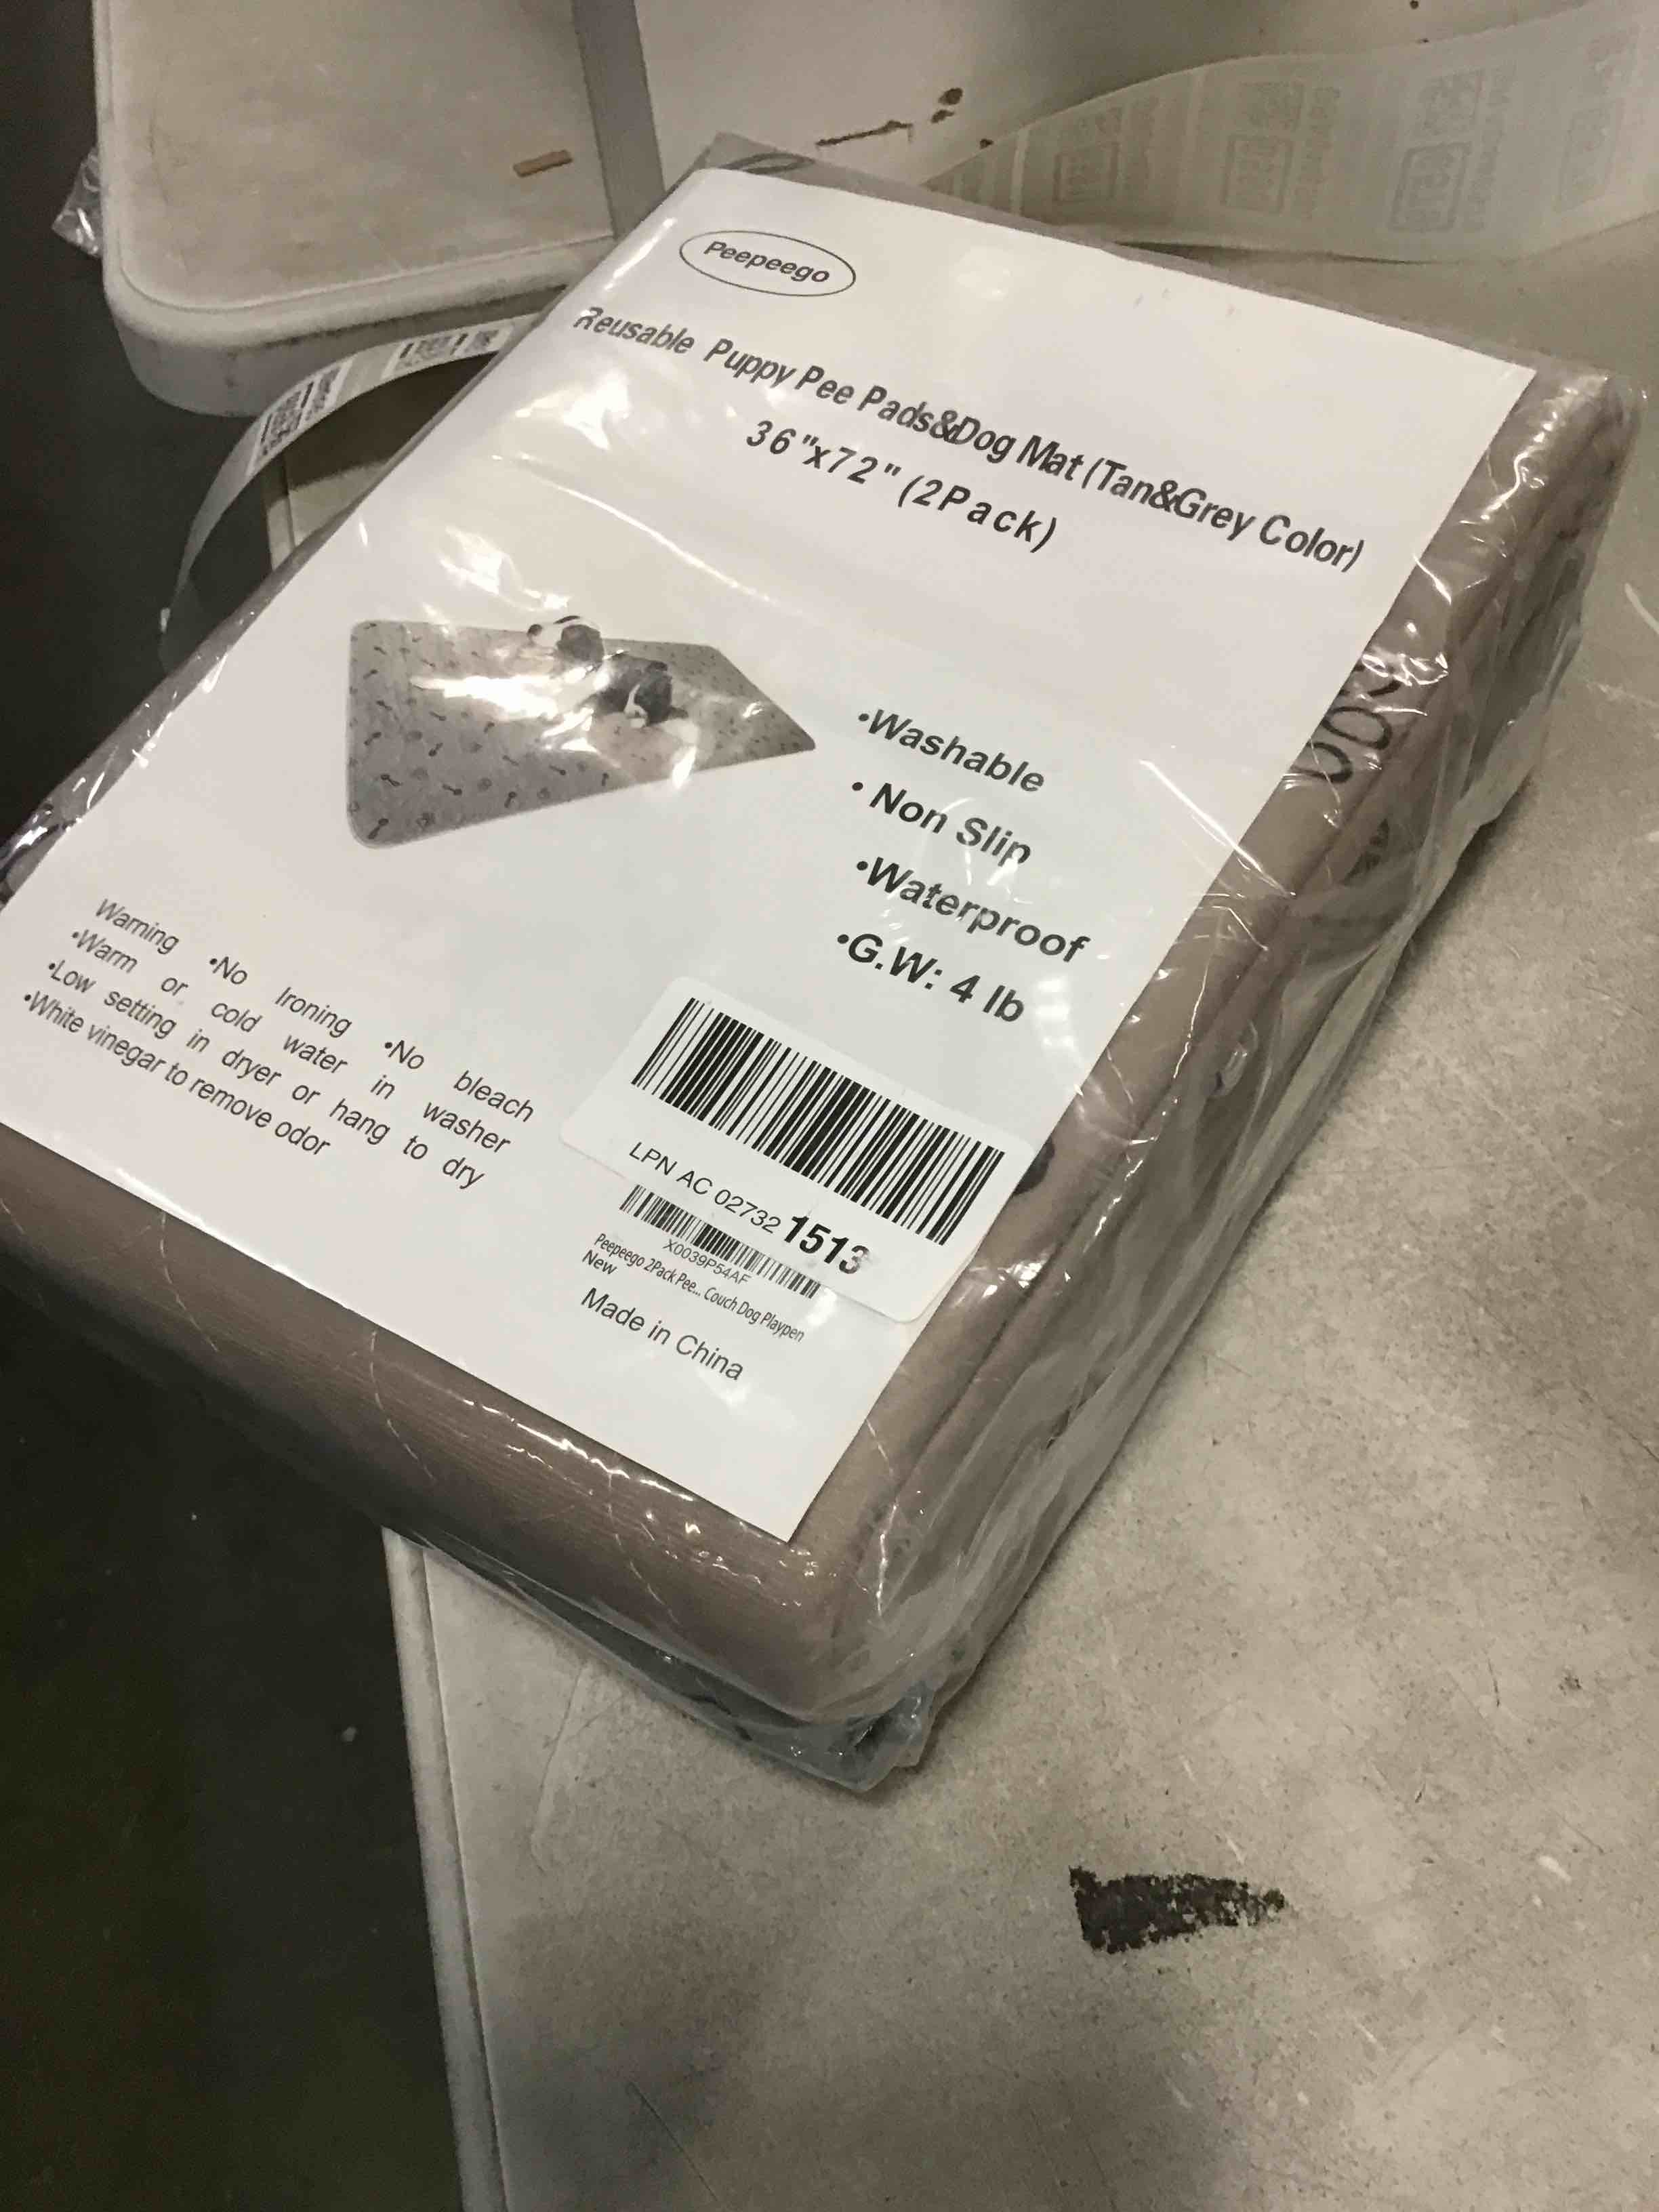 Peepeego
Reusable Puppy Pee Pads&Dog Mat (Tan&Grey Color)
36"x72" (2Pack)
•Washable
• Non Slip
•Waterproof
•G.W: 4 lb
Warning •No Ironing •No bleach
•Warm or cold water in washer
•Low setting in dryer or hang to dry
•White vinegar to remove odor
LPN AC 02732 1513
X0039P54AF
Peepeego 2Pack Pee... Couch Dog Playpen
New
Made in China